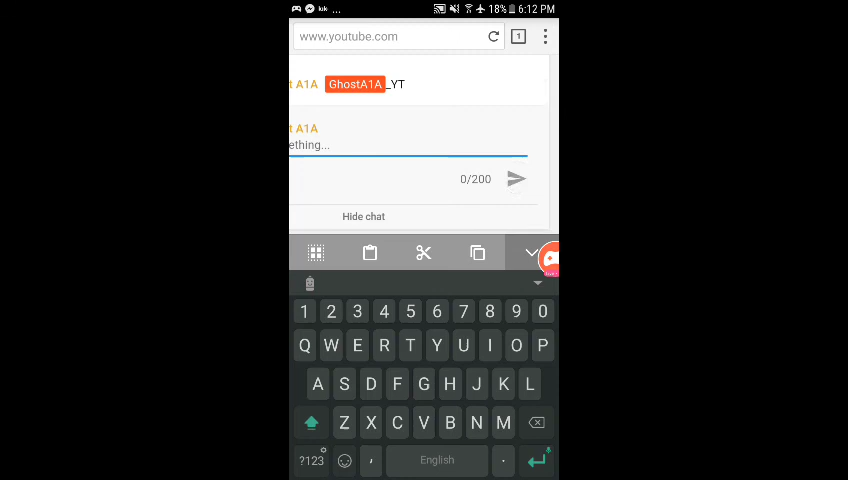 kik ... 18% 6:12 PM
www.youtube.com 1
t A1A GhostA1A_YT
t A1A
ething...
0/200
Hide chat
1 2 3 4 5 6 7 8 9 0
Q W E R T Y U I O P
A S D F G H J K L
Z X C V B N M
?123 , English .